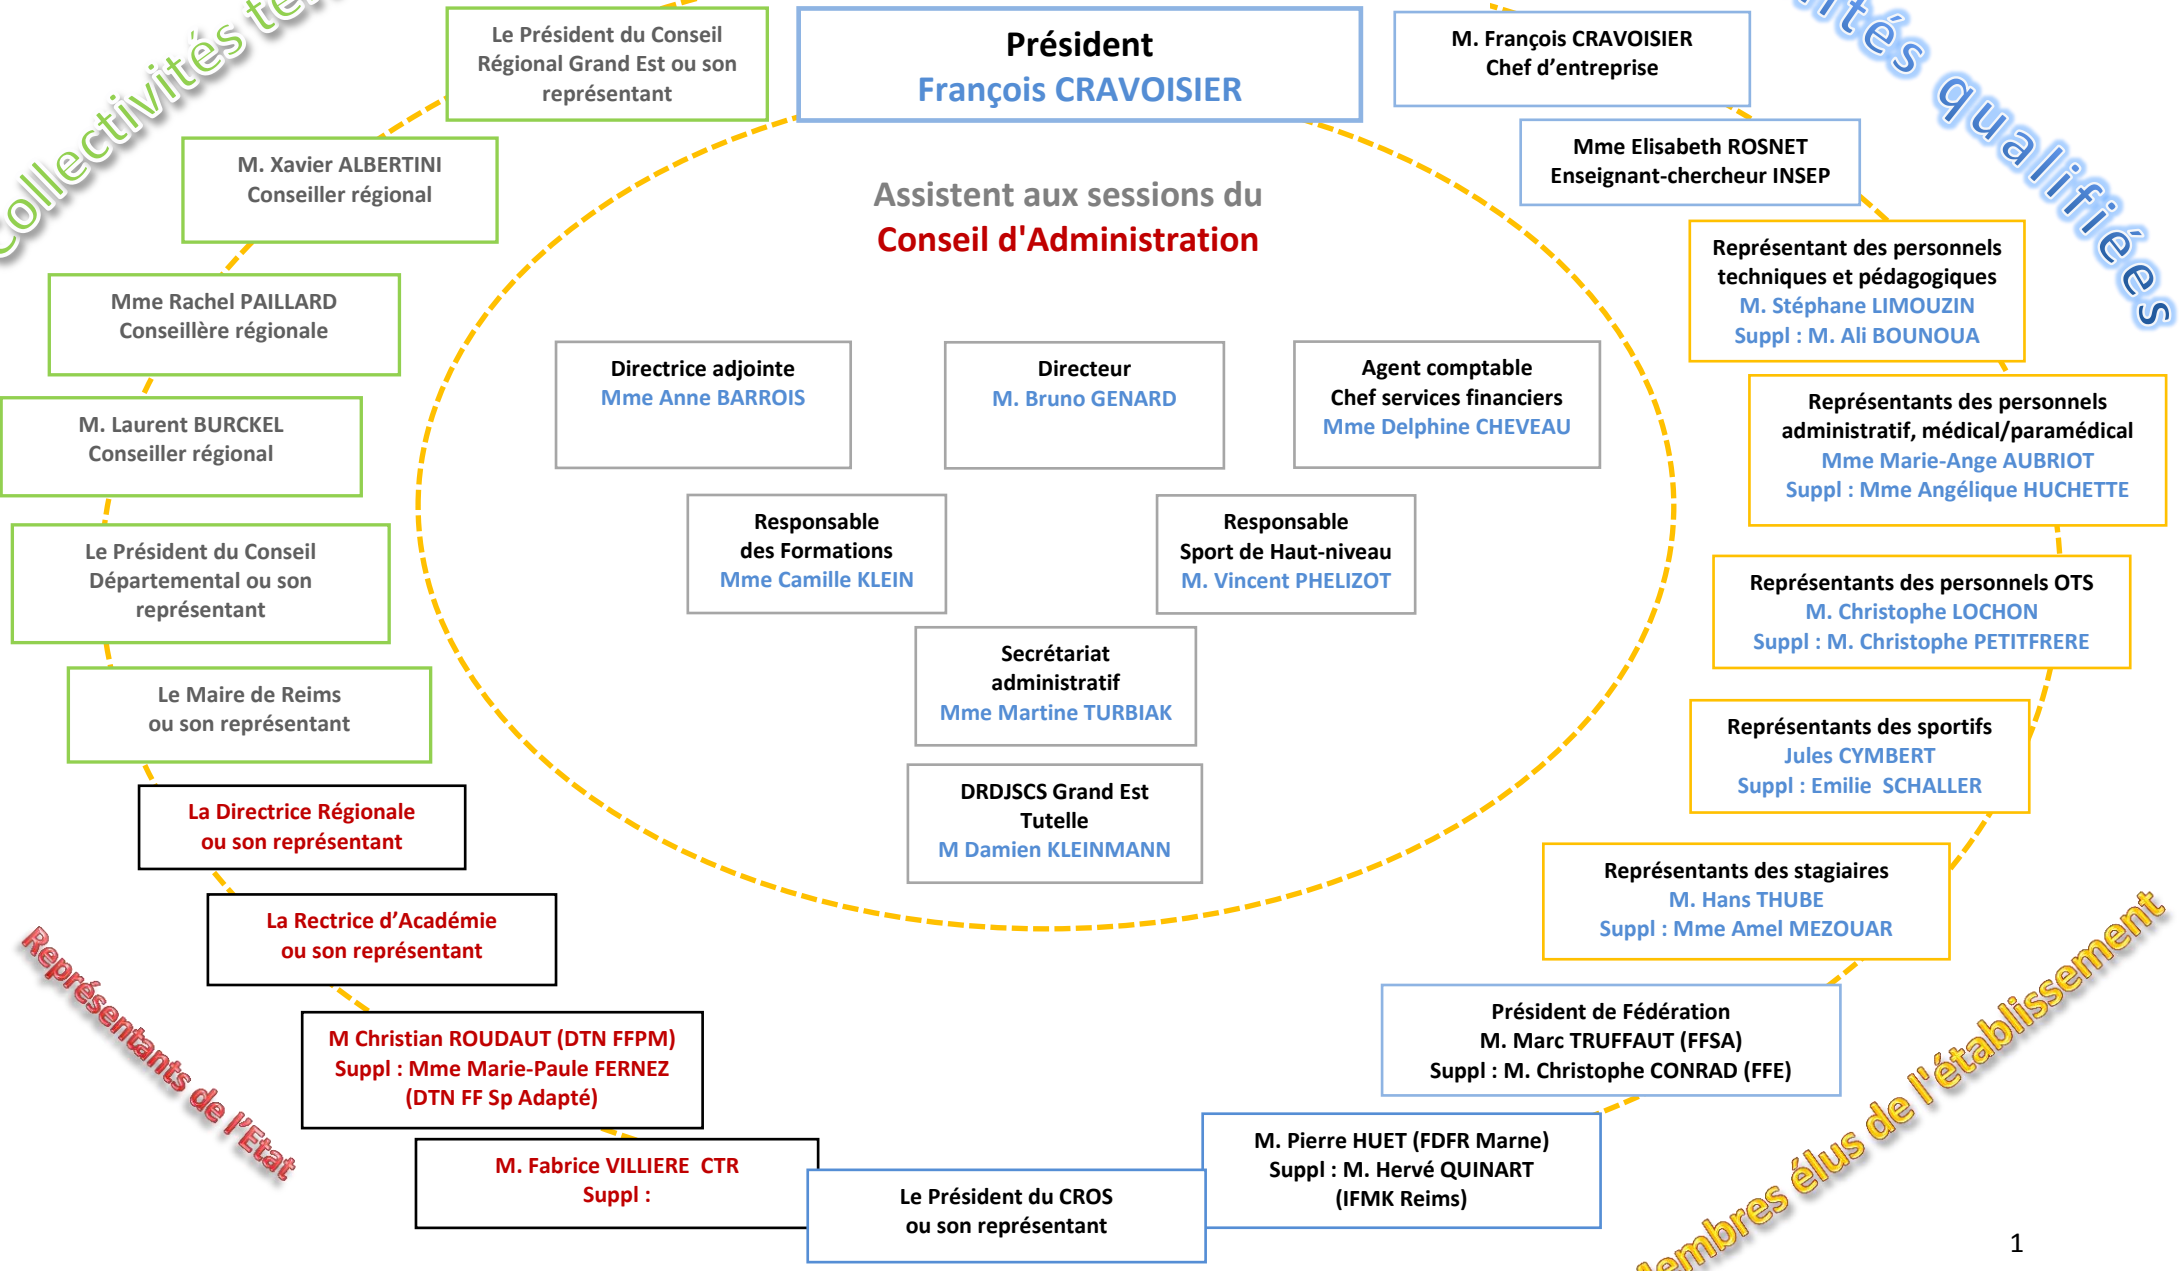 Président
François CRAVOISIER
Le Président du Conseil
Régional Grand Est ou son
représentant
M. Xavier ALBERTINI
Conseiller régional
Mme Rachel PAILLARD
Conseillère régionale
M. Laurent BURCKEL
Conseiller régional
Le Président du Conseil
Départemental ou son
représentant
Le Maire de Reims
ou son représentant
La Directrice Régionale
ou son représentant
La Rectrice d’Académie
ou son représentant
M Christian ROUDAUT (DTN FFPM)
Suppl : Mme Marie-Paule FERNEZ
(DTN FF Sp Adapté)
M. Fabrice VILLIERE  CTR
Suppl :
Représentants de l’Etat
Assistent aux sessions du
Conseil d'Administration
Directrice adjointe
Mme Anne BARROIS
Directeur
M. Bruno GENARD
Agent comptable
Chef services financiers
Mme Delphine CHEVEAU
Responsable
des Formations
Mme Camille KLEIN
Responsable
Sport de Haut-niveau
M. Vincent PHELIZOT
Secrétariat
administratif
Mme Martine TURBIAK
DRDJSCS Grand Est
Tutelle
M Damien KLEINMANN
Le Président du CROS
ou son représentant
M. François CRAVOISIER
Chef d’entreprise
Mme Elisabeth ROSNET
Enseignant-chercheur INSEP
qualifiées
Représentant des personnels
techniques et pédagogiques
M. Stéphane LIMOUZIN
Suppl : M. Ali BOUNOUA
Représentants des personnels
administratif, médical/paramédical
Mme Marie-Ange AUBRIOT
Suppl : Mme Angélique HUCHETTE
Représentants des personnels OTS
M. Christophe LOCHON
Suppl : M. Christophe PETITFRERE
Représentants des sportifs
Jules CYMBERT
Suppl : Emilie  SCHALLER
Représentants des stagiaires
M. Hans THUBE
Suppl : Mme Amel MEZOUAR
Président de Fédération
M. Marc TRUFFAUT (FFSA)
Suppl : M. Christophe CONRAD (FFE)
M. Pierre HUET (FDFR Marne)
Suppl : M. Hervé QUINART
(IFMK Reims)
élus de l'établissement
1